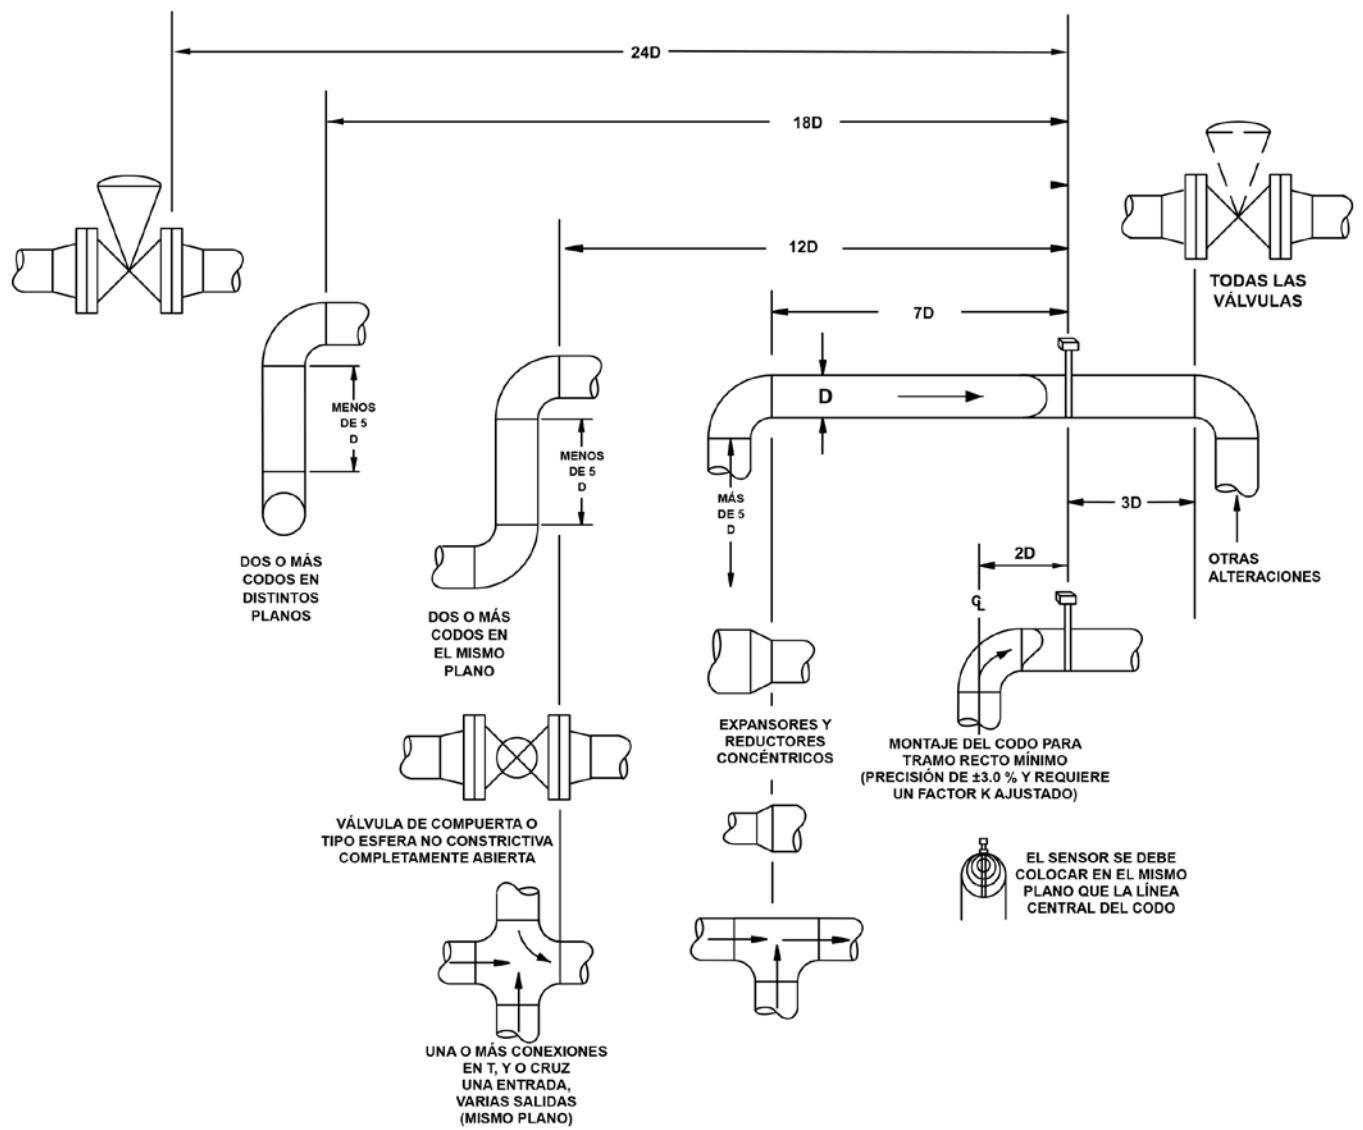 24D
18D
12D
7D
TODAS LAS
VÁLVULAS
D
MENOS
DE 5
D
MENOS
DE 5
D
MÁS
DE 5
D
3D
2D
OTRAS
ALTERACIONES
DOS O MÁS
CODOS EN
DISTINTOS
PLANOS
DOS O MÁS
CODOS EN
EL MISMO
PLANO
CL
EXPANSORES Y
REDUCTORES
CONCÉNTRICOS
MONTAJE DEL CODO PARA
TRAMO RECTO MÍNIMO
(PRECISIÓN DE ±3.0 % Y REQUIERE
UN FACTOR K AJUSTADO)
VÁLVULA DE COMPUERTA O
TIPO ESFERA NO CONSTRICTIVA
COMPLETAMENTE ABIERTA
EL SENSOR SE DEBE
COLOCAR EN EL MISMO
PLANO QUE LA LÍNEA
CENTRAL DEL CODO
UNA O MÁS CONEXIONES
EN T, Y O CRUZ
UNA ENTRADA,
VARIAS SALIDAS
(MISMO PLANO)